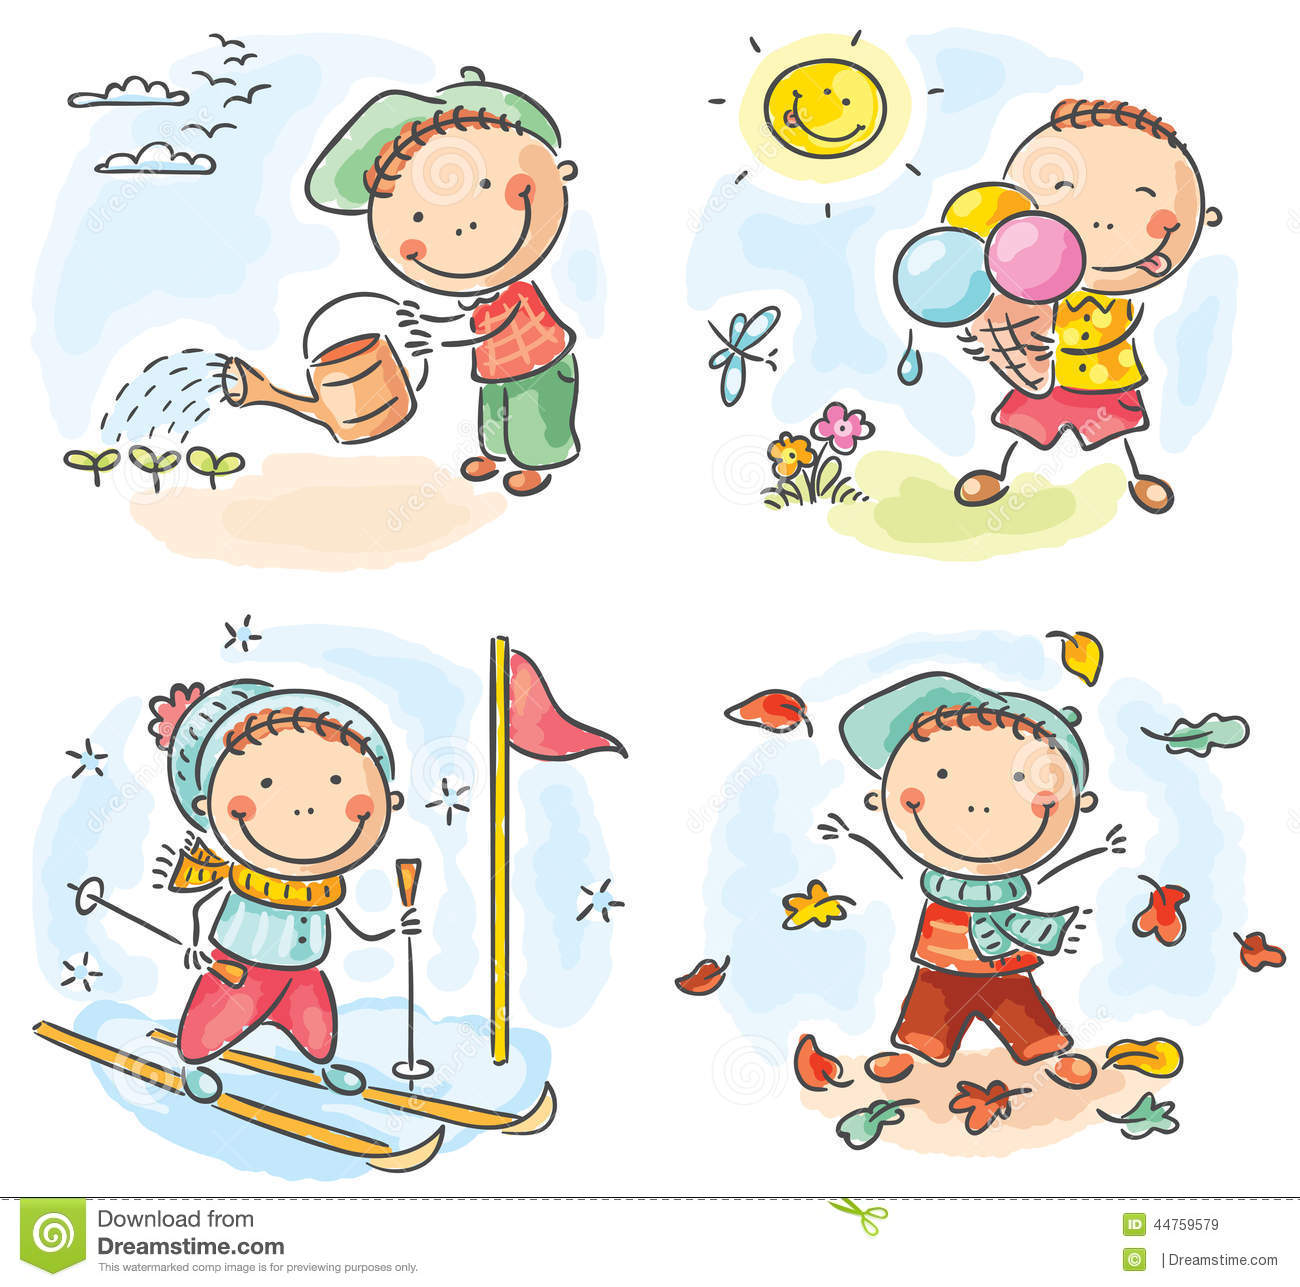 Download from
Dreamstime.com
This watermarked comp image is for previewing purposes only.
ID 44759579
© | Dreamstime.com